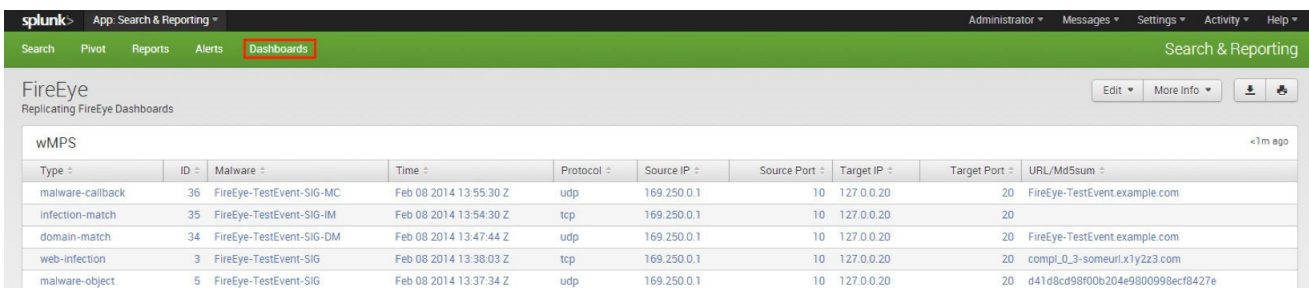 splunk> App: Search & Reporting Administrator Messages Settings Activity Help
Search Pivot Reports Alerts Dashboards Search & Reporting
FireEye Edit More Info
Replicating FireEye Dashboards
wMPS <1m ago
Type ID Malware Time Protocol Source IP Source Port Target IP Target Port URL/Md5sum
malware-callback 36 FireEye-TestEvent-SIG-MC Feb 08 2014 13:55:30 Z udp 169.250.0.1 10 127.0.0.20 20 FireEye-TestEvent.example.com
infection-match 35 FireEye-TestEvent-SIG-IM Feb 08 2014 13:54:30 Z tcp 169.250.0.1 10 127.0.0.20 20
domain-match 34 FireEye-TestEvent-SIG-DM Feb 08 2014 13:47:44 Z udp 169.250.0.1 10 127.0.0.20 20 FireEye-TestEvent.example.com
web-infection 3 FireEye-TestEvent-SIG Feb 08 2014 13:38:03 Z tcp 169.250.0.1 10 127.0.0.20 20 compl_0_3-someurl.x1y2z3.com
malware-object 5 FireEye-TestEvent-SIG Feb 08 2014 13:37:34 Z udp 169.250.0.1 10 127.0.0.20 20 d41d8cd98f00b204e9800998ecf8427e